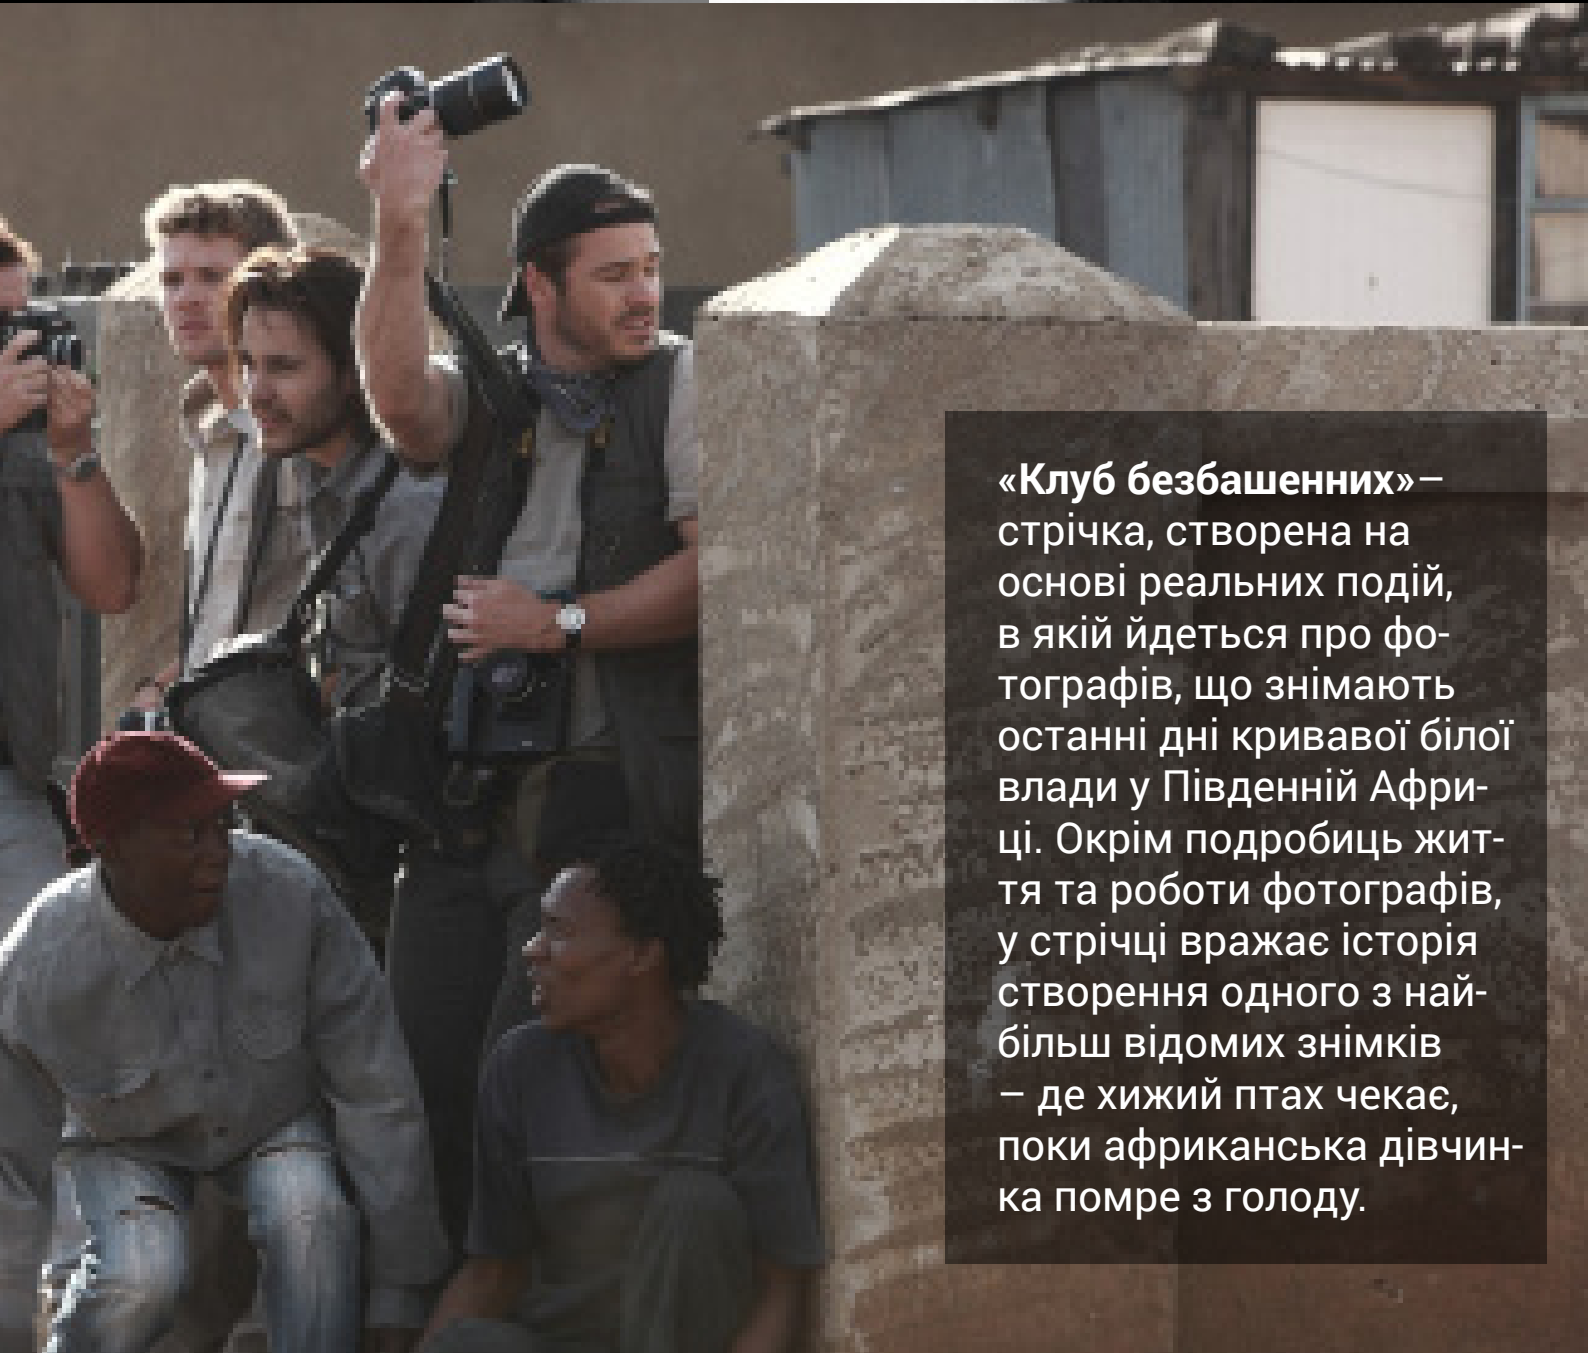 «Клуб безбашенних»–
стрічка, створена на
основі реальних подій,
в якій йдеться про фо-
тографів, що знімають
останні дні кривавої білої
влади у Південній Афри-
ці. Окрім подробиць жит-
тя та роботи фотографів,
у стрічці вражає історія
створення одного з най-
більш відомих знімків
– де хижий птах чекає,
поки африканська дівчин-
ка помре з голоду.